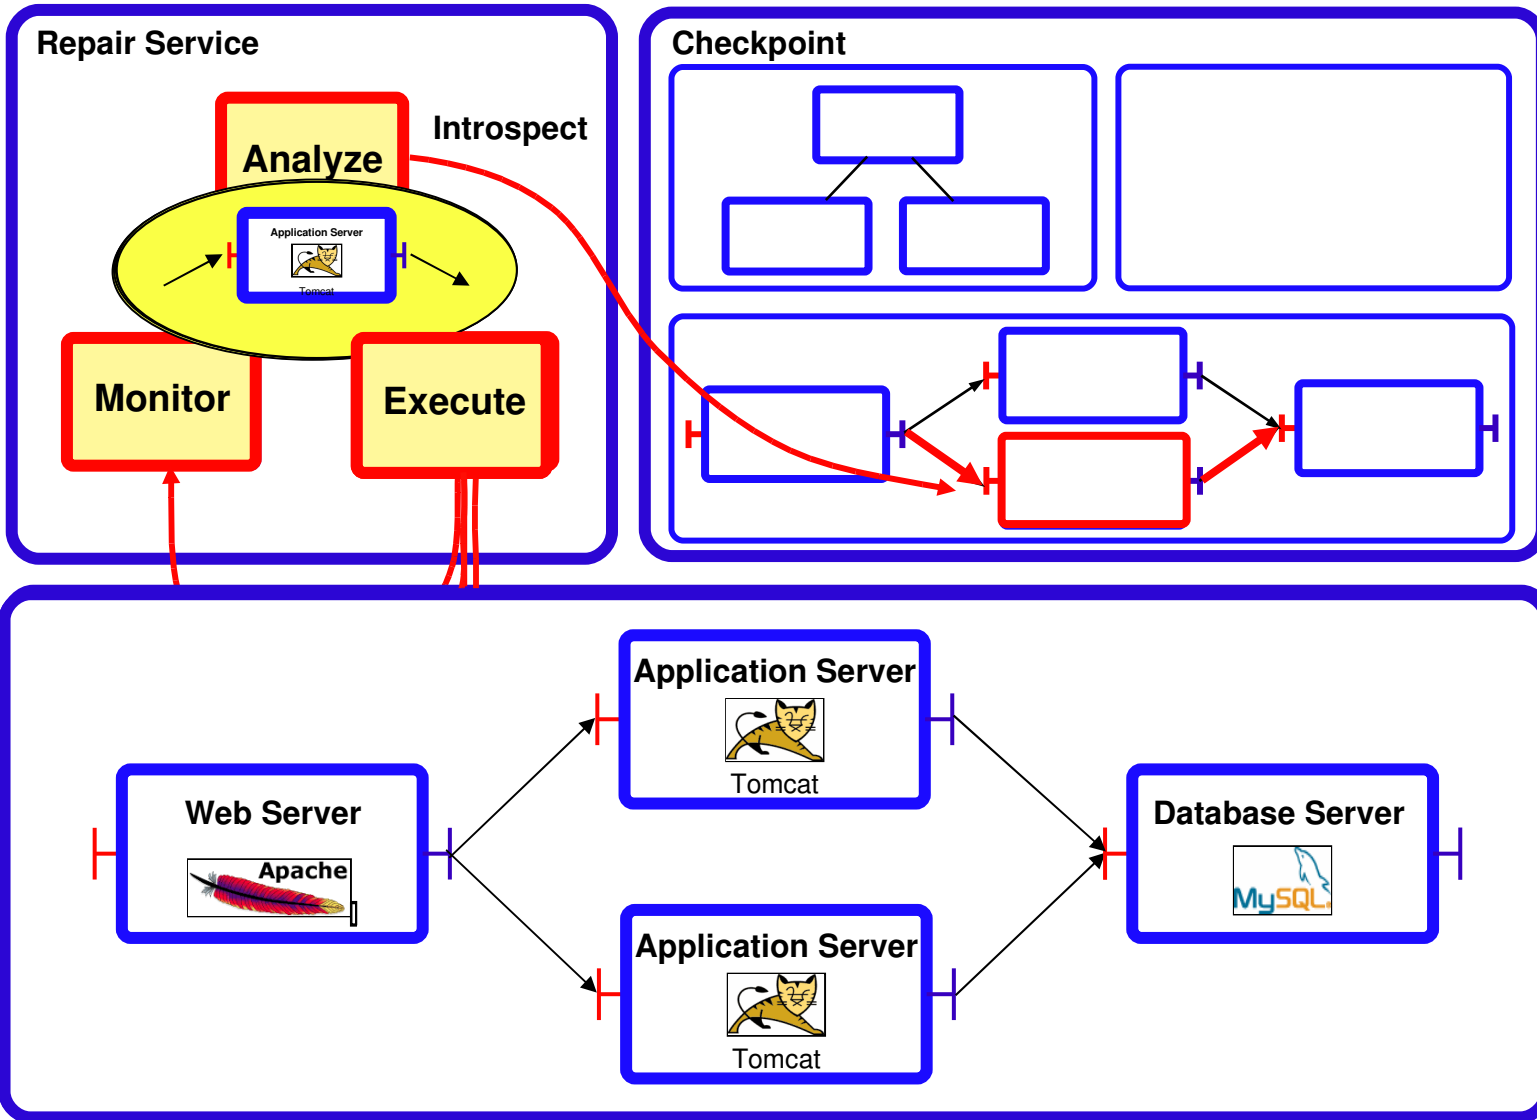 Repair Service
Introspect
Analyze
Application Server
Tomcat
Monitor
Execute
Checkpoint
Application Server
Tomcat
Web Server
Apache
Database Server
MySQL
Application Server
Tomcat